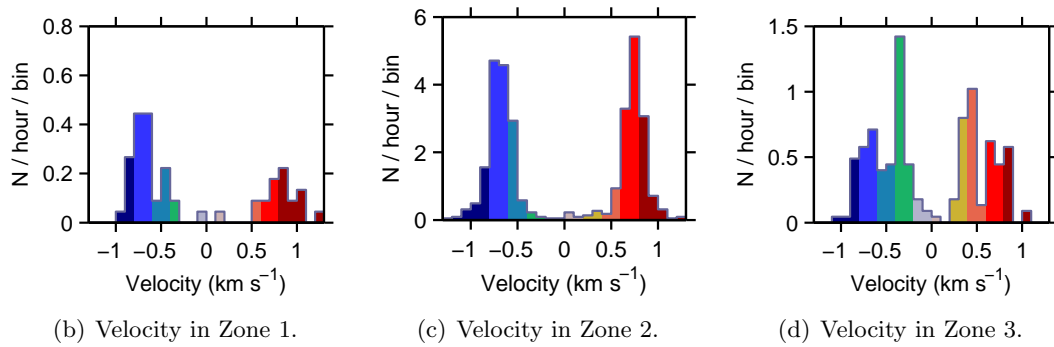 0.8
0.6
0.4
0.2
0
N / hour / bin
−1 −0.5 0 0.5 1
Velocity (km s−1)
(b) Velocity in Zone 1.
6
4
2
0
N / hour / bin
−1 −0.5 0 0.5 1
Velocity (km s−1)
(c) Velocity in Zone 2.
1.5
1
0.5
0
N / hour / bin
−1 −0.5 0 0.5 1
Velocity (km s−1)
(d) Velocity in Zone 3.